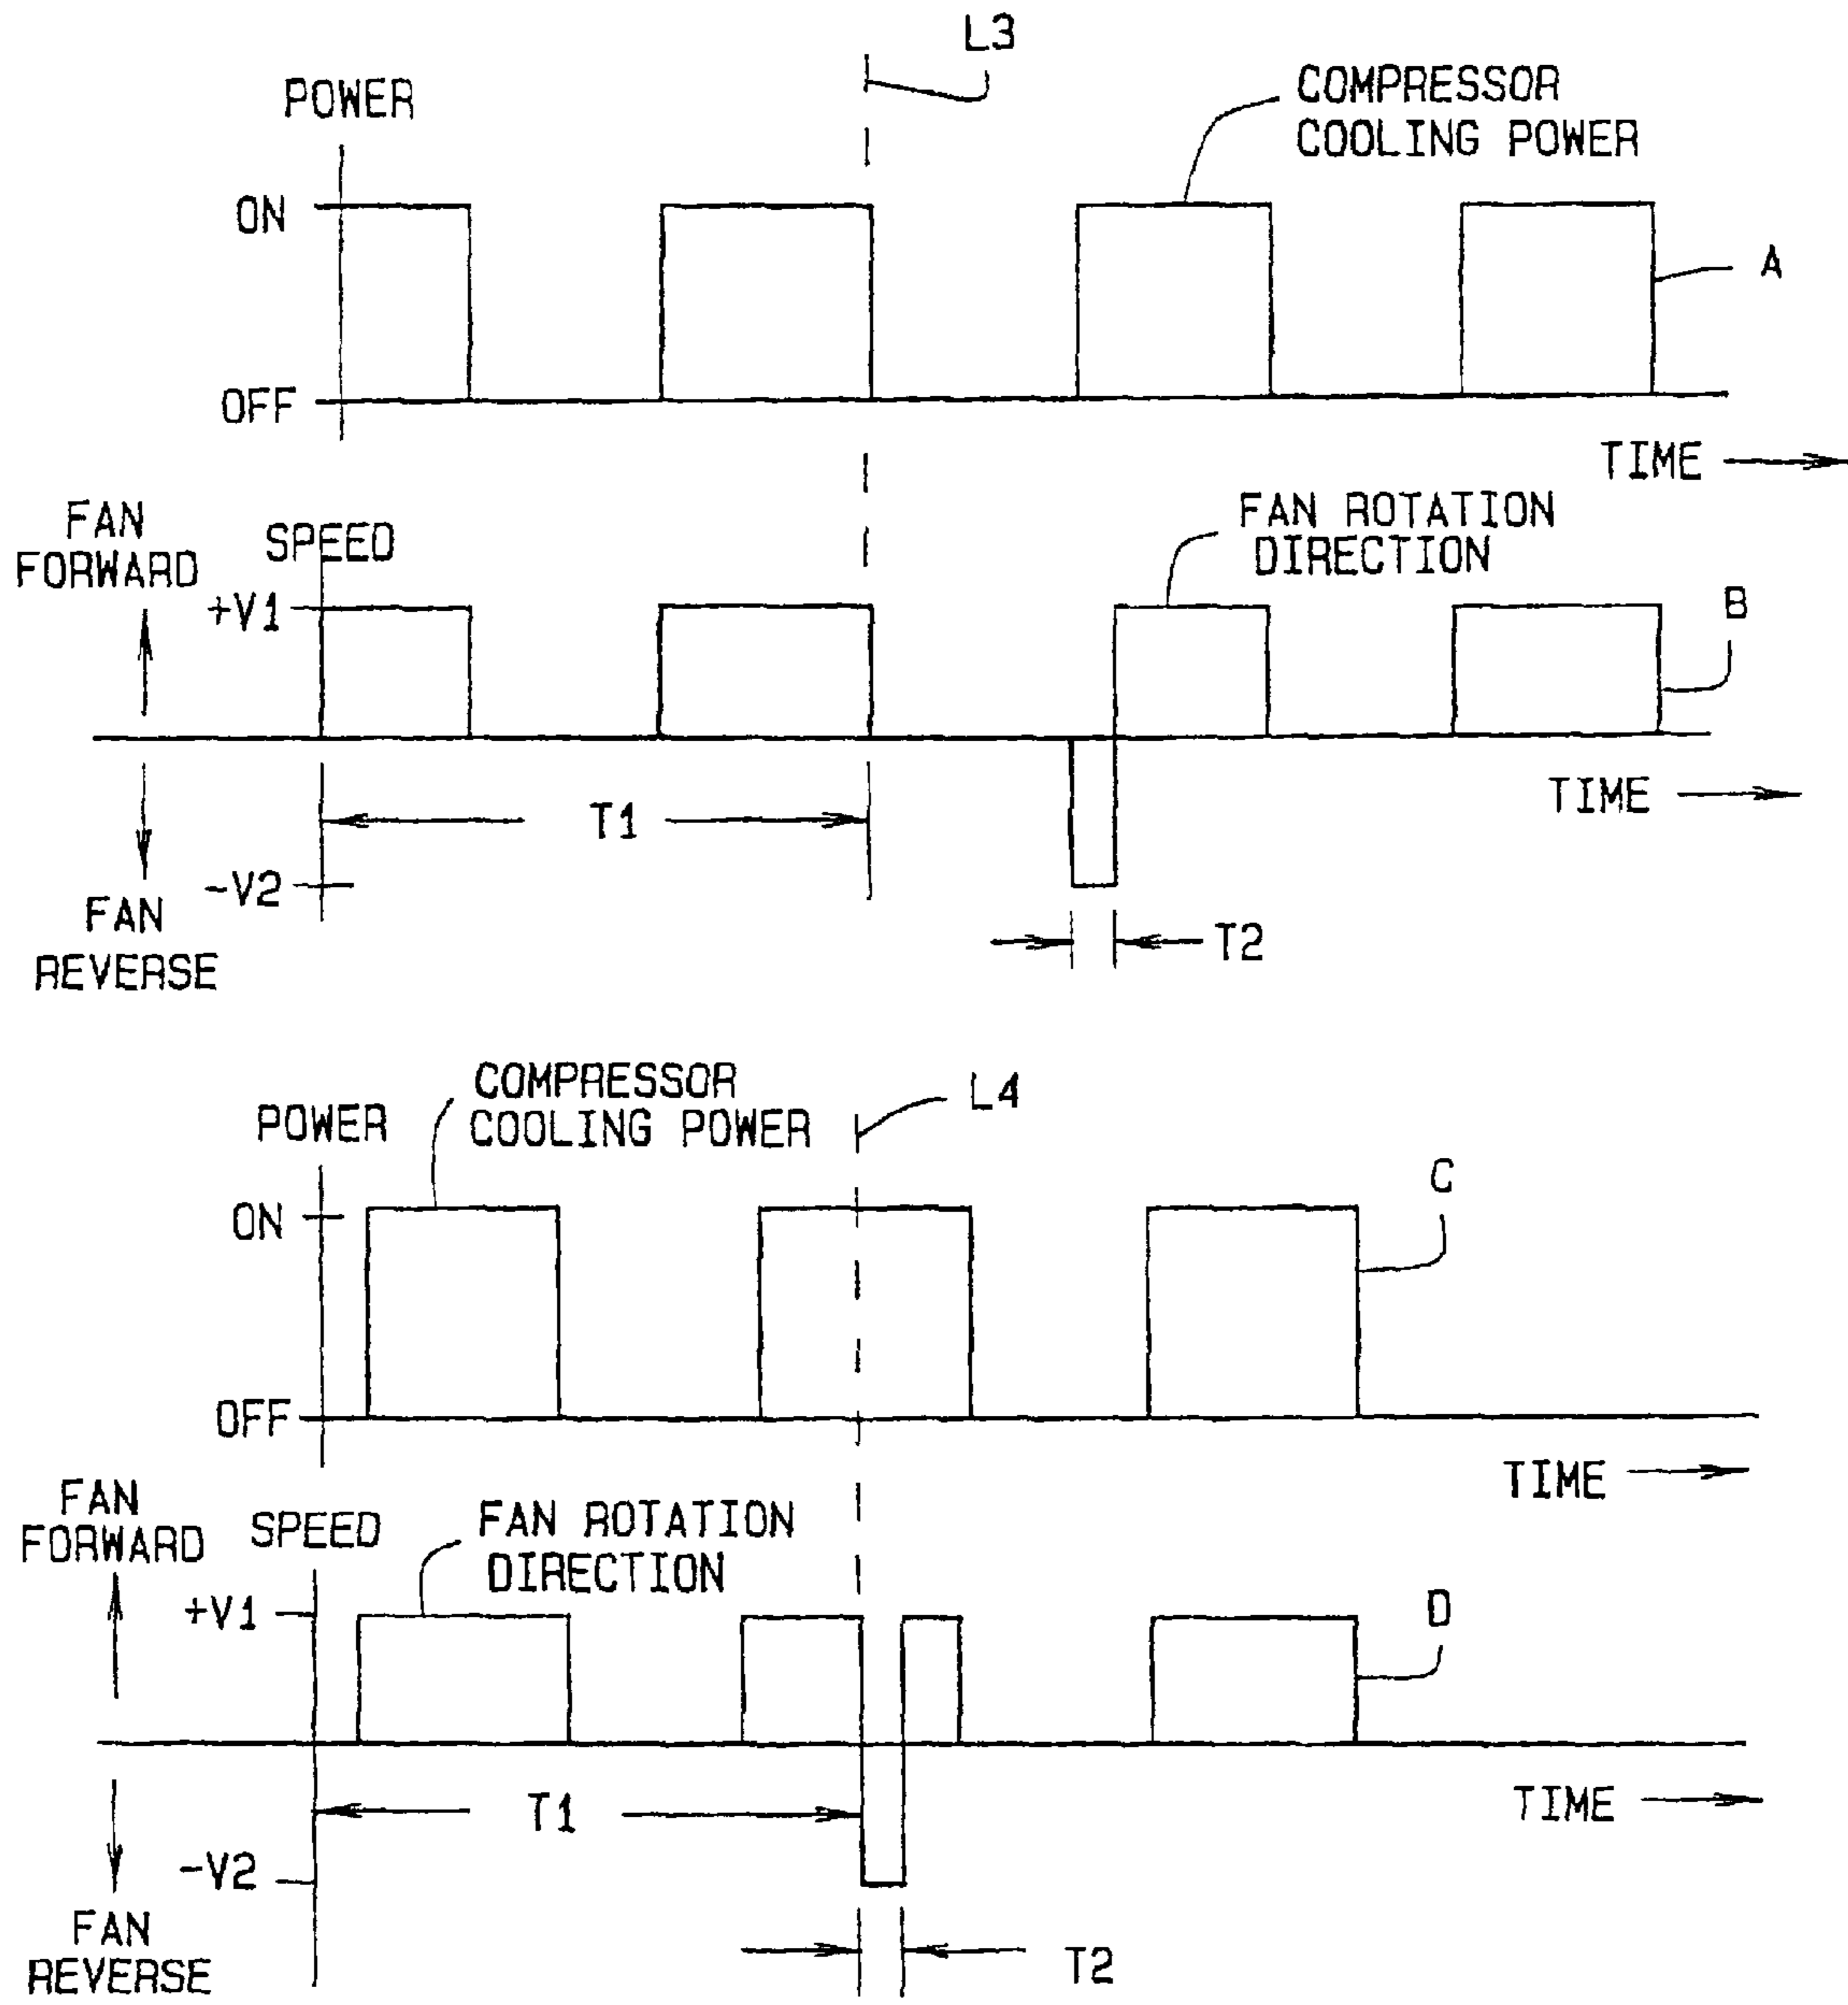 L3
POWER
COMPRESSOR
COOLING POWER
ON
A
OFF
TIME
FAN
FORWARD
SPEED
FAN ROTATION
DIRECTION
+V1
B
T1
TIME
-V2
FAN
REVERSE
T2
COMPRESSOR
COOLING POWER
L4
POWER
C
ON
OFF
TIME
FAN
FORWARD
SPEED
FAN ROTATION
DIRECTION
+V1
D
T1
TIME
-V2
FAN
REVERSE
T2